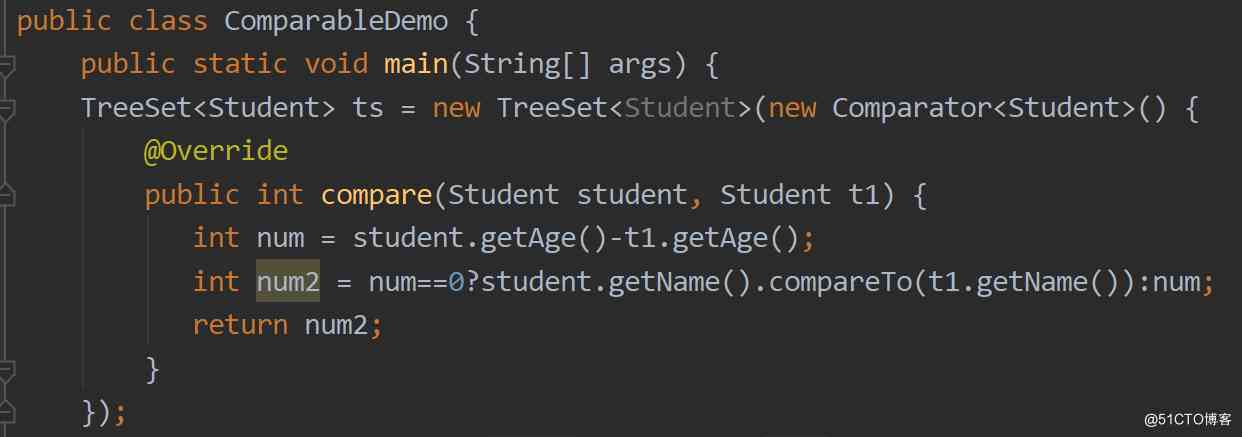 public class ComparableDemo {
public static void main(String[] args) {
TreeSet<Student> ts = new TreeSet<Student>(new Comparator<Student>() {
@Override
public int compare(Student student, Student t1) {
int num = student.getAge()-t1.getAge();
int num2 = num==0?student.getName().compareTo(t1.getName()):num;
return num2;
}
});
@51CTO博客